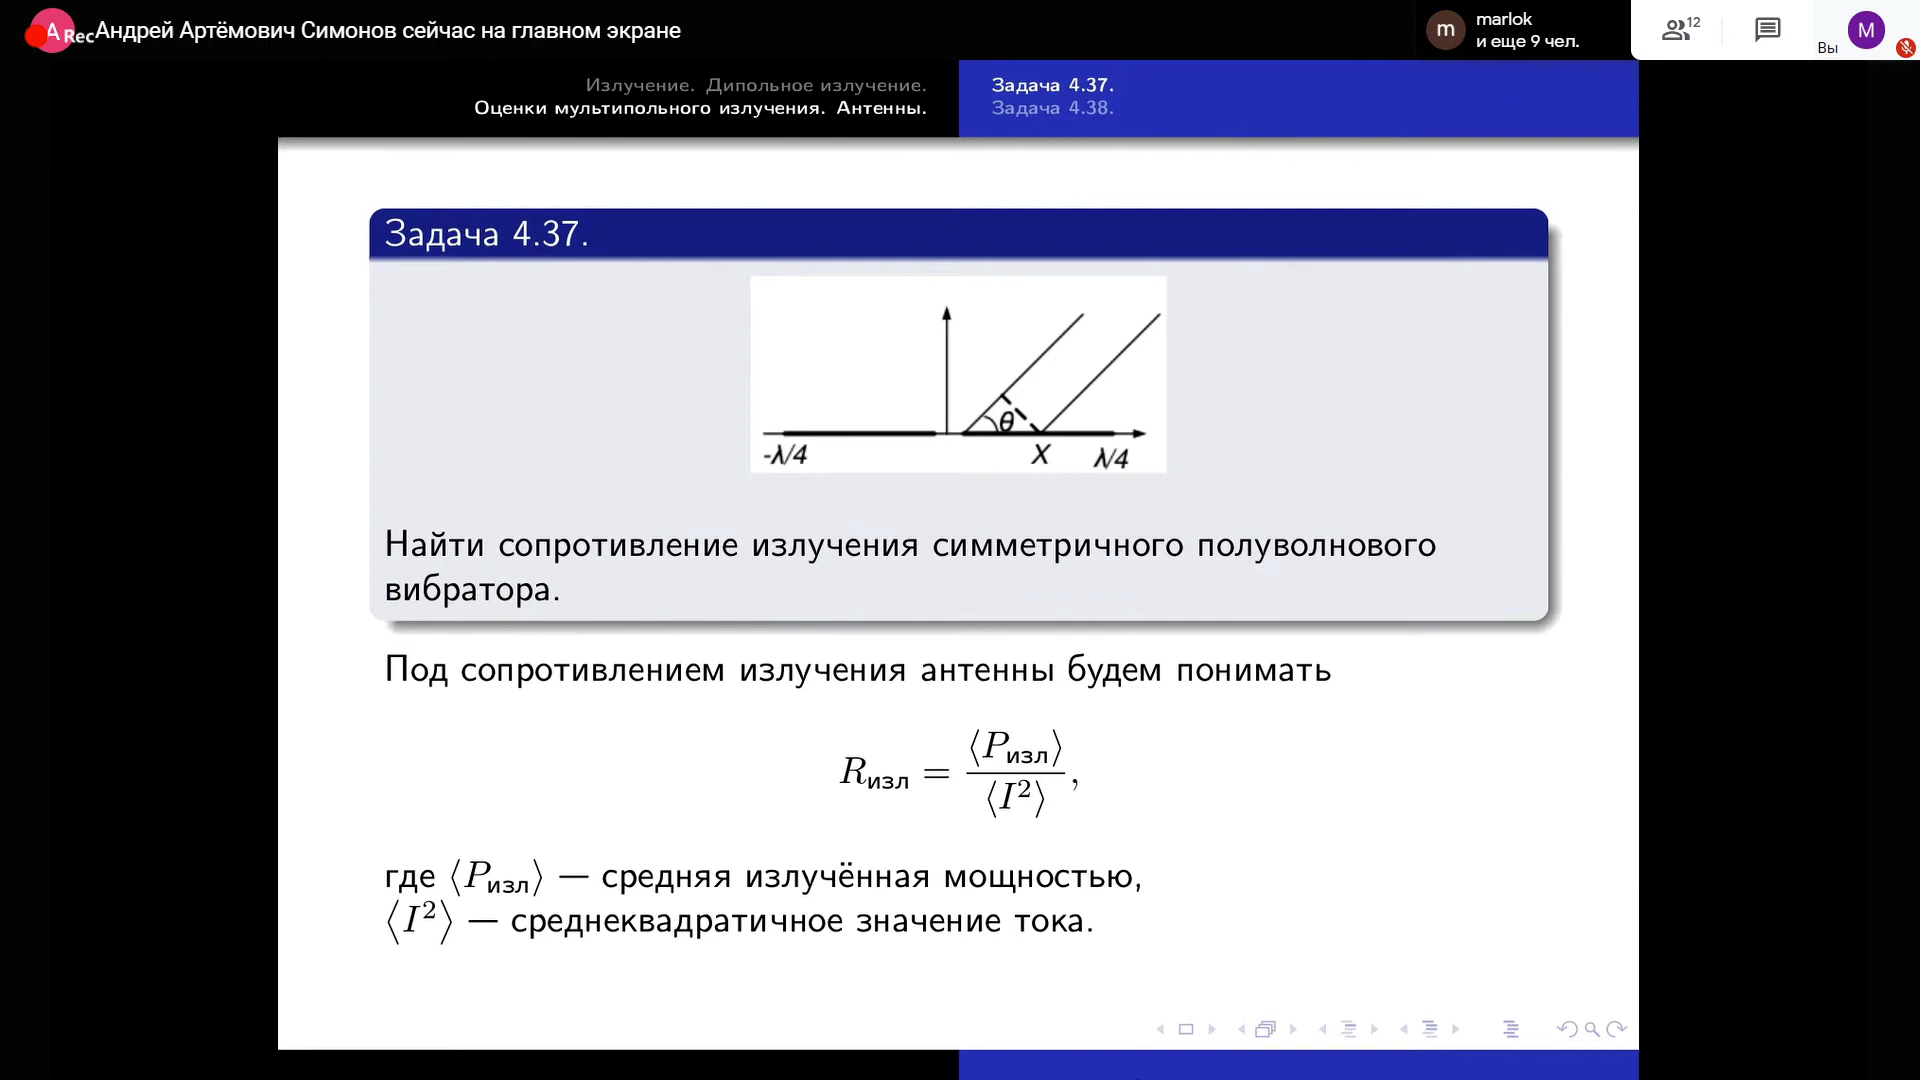 A Rec Андрей Артёмович Симонов сейчас на главном экране
m marlok
и еще 9 чел.
12
Вы
M
Излучение. Дипольное излучение.
Оценки мультипольного излучения. Антенны.
Задача 4.37.
Задача 4.38.
Задача 4.37.
θ
-λ/4 X λ/4
Найти сопротивление излучения симметричного полуволнового
вибратора.
Под сопротивлением излучения антенны будем понимать
R_изл = ⟨P_изл⟩ / ⟨I²⟩,
где ⟨P_изл⟩ — средняя излучённая мощностью,
⟨I²⟩ — среднеквадратичное значение тока.